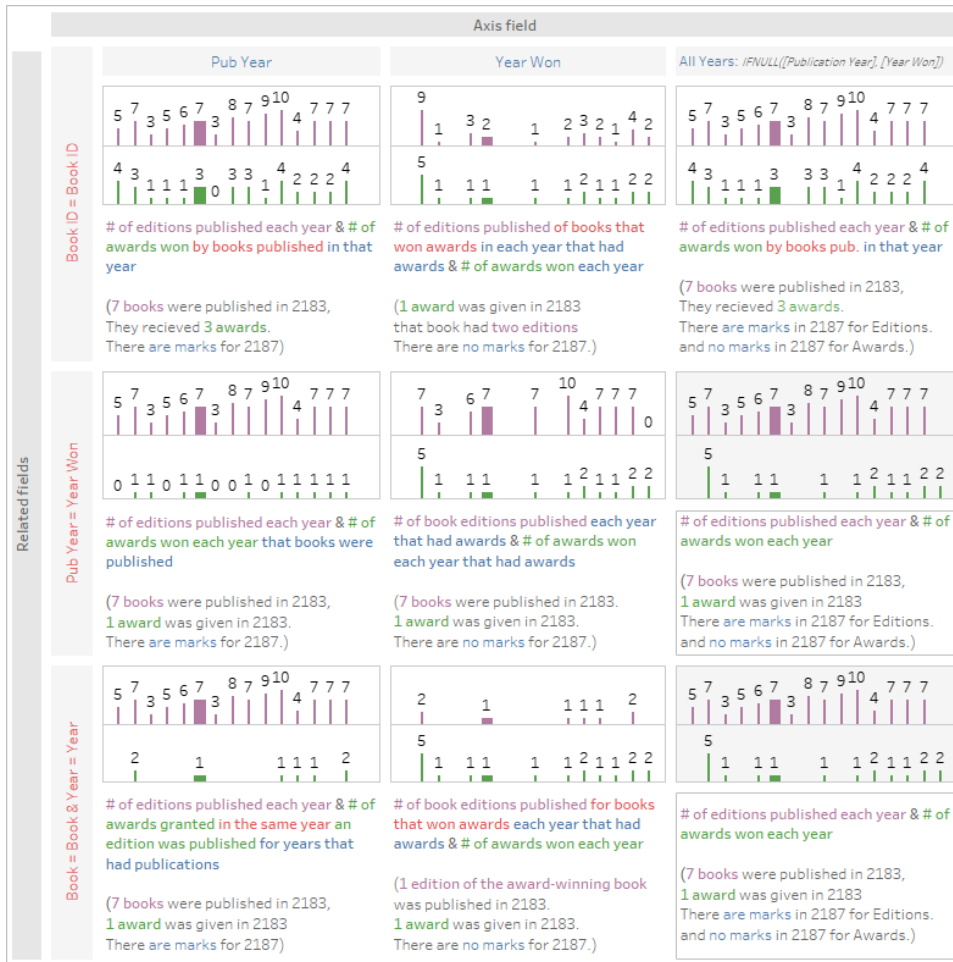 Axis field
Pub Year
Year Won
All Years: IFNULL([Publication Year], [Year Won])
Related fields
Book ID = Book ID
5 7 3 5 6 7 3 8 7 9 10 4 7 7 7
4 3 1 1 1 3 0 3 3 1 4 2 2 2 4
# of editions published each year & # of
awards won by books published in that
year
(7 books were published in 2183,
They recieved 3 awards.
There are marks for 2187)
9 1 3 2 1 2 3 2 1 4 2
5 1 1 1 1 1 2 1 1 2 2
# of editions published of books that
won awards in each year that had
awards & # of awards won each year
(1 award was given in 2183
that book had two editions
There are no marks for 2187.)
5 7 3 5 6 7 3 8 7 9 10 4 7 7 7
4 3 1 1 1 3 3 3 1 4 2 2 2 4
# of editions published each year & # of
awards won by books pub. in that year
(7 books were published in 2183,
They recieved 3 awards.
There are marks in 2187 for Editions.
and no marks in 2187 for Awards.)
Pub Year = Year Won
5 7 3 5 6 7 3 8 7 9 10 4 7 7 7
0 1 1 0 1 1 0 0 1 0 1 1 1 1 1
# of editions published each year & # of
awards won each year that books were
published
(7 books were published in 2183,
1 award was given in 2183.
There are marks for 2187.)
7 3 6 7 7 10 4 7 7 7 0
5 1 1 1 1 1 2 1 1 2 2
# of book editions published each year
that had awards & # of awards won
each year that had awards
(7 books were published in 2183.
1 award was given in 2183.
There are no marks for 2187.)
5 7 3 5 6 7 3 8 7 9 10 4 7 7 7
5 1 1 1 1 1 2 1 1 2 2
# of editions published each year & # of
awards won each year
(7 books were published in 2183,
1 award was given in 2183
There are marks in 2187 for Editions.
and no marks in 2187 for Awards.)
Book = Book & Year = Year
5 7 3 5 6 7 3 8 7 9 10 4 7 7 7
2 1 1 1 1 2
# of editions published each year & # of
awards granted in the same year an
edition was published for years that
had publications
(7 books were published in 2183,
1 award was given in 2183
There are marks for 2187)
2 1 1 1 1 2
5 1 1 1 1 1 2 1 1 2 2
# of book editions published for books
that won awards each year that had
awards & # of awards won each year
(1 edition of the award-winning book
was published in 2183.
1 award was given in 2183.
There are no marks for 2187.)
5 7 3 5 6 7 3 8 7 9 10 4 7 7 7
5 1 1 1 1 1 2 1 1 2 2
# of editions published each year & # of
awards won each year
(7 books were published in 2183,
1 award was given in 2183
There are marks in 2187 for Editions.
and no marks in 2187 for Awards.)